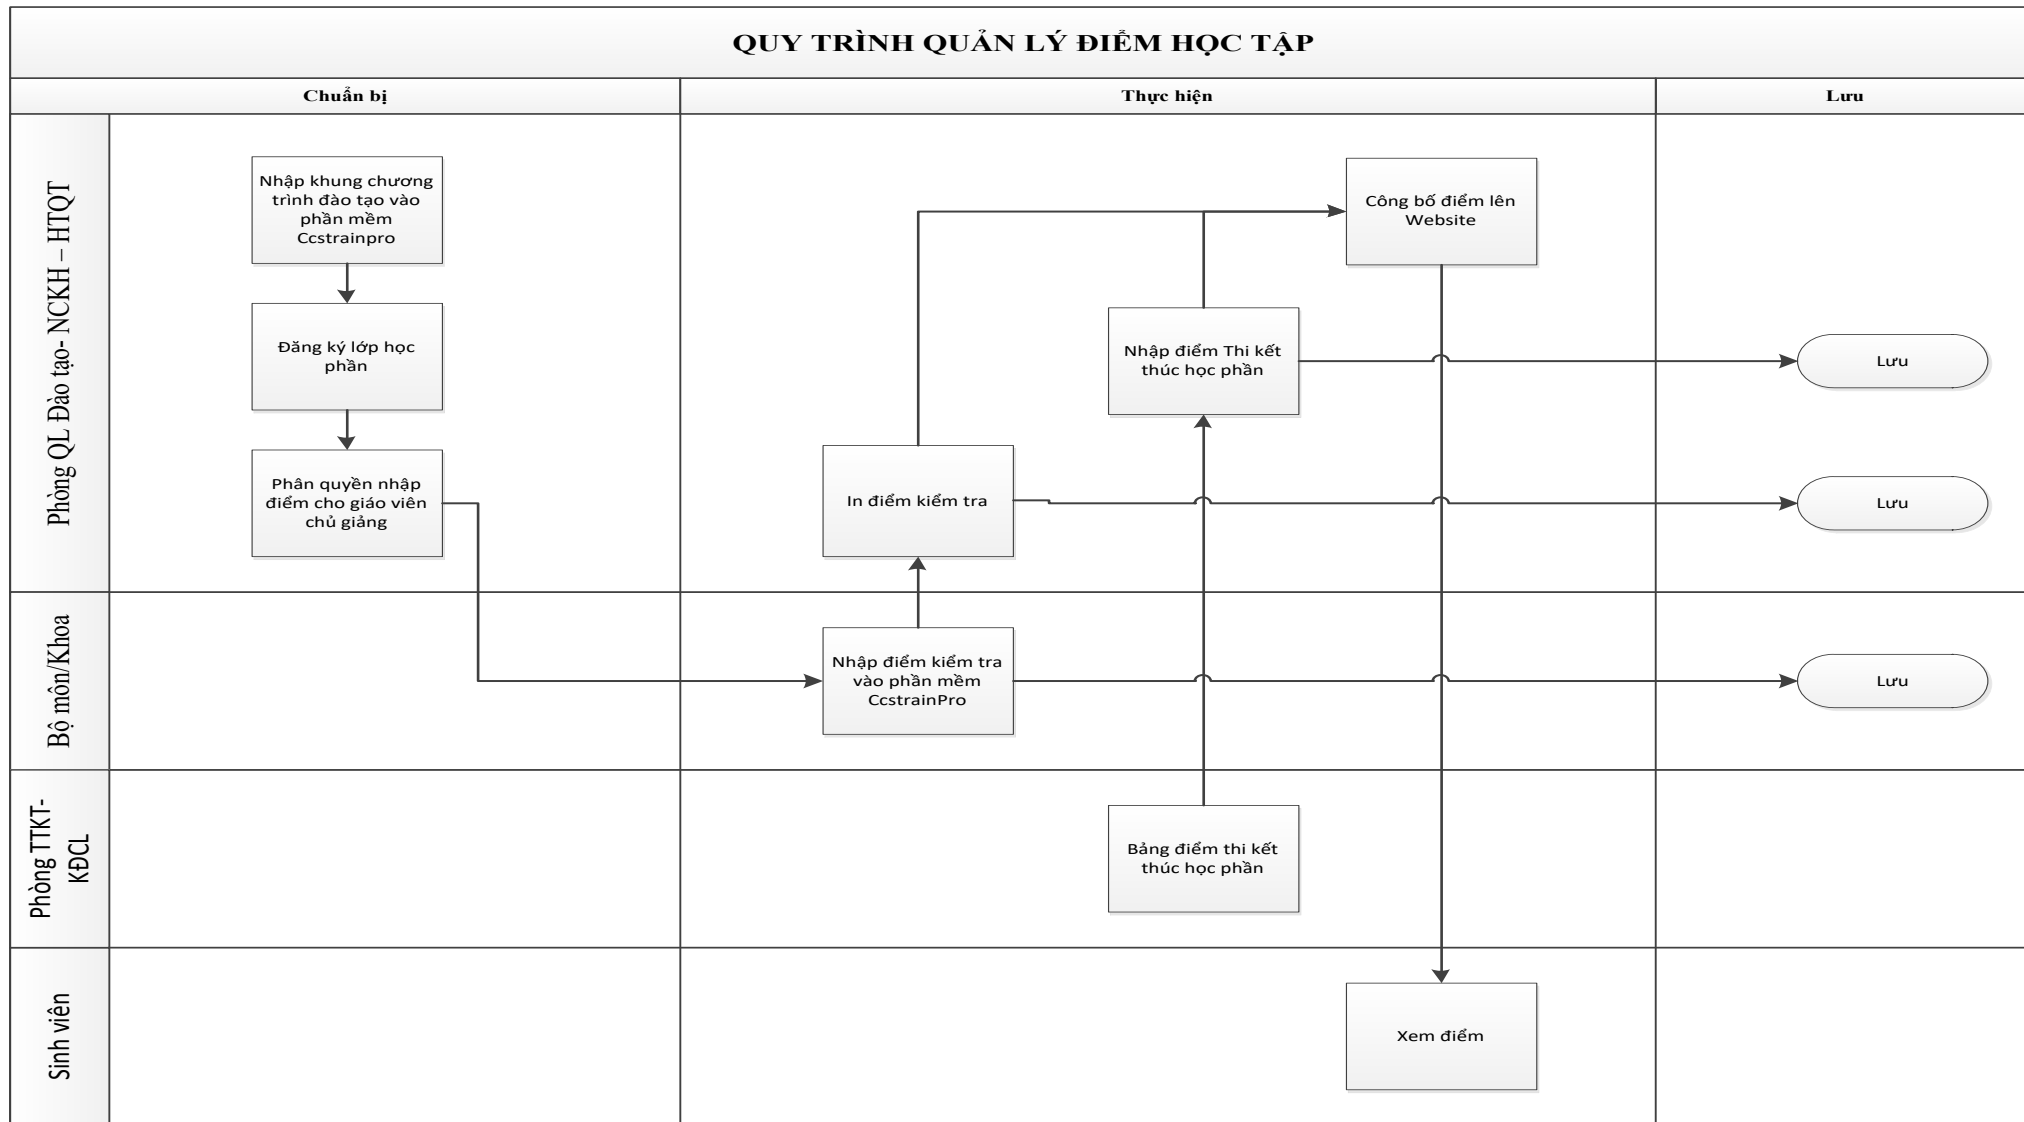 QUY TRÌNH QUẢN LÝ ĐIỂM HỌC TẬP
Chuẩn bị
Thực hiện
Lưu
Phòng QL Đào tạo- NCKH – HTQT
Nhập khung chương
trình đào tạo vào
phần mềm
Ccstrainpro
Công bố điểm lên
Website
Đăng ký lớp học
phần
Nhập điểm Thi kết
thúc học phần
Lưu
Phân quyền nhập
điểm cho giáo viên
chủ giảng
In điểm kiểm tra
Lưu
Bộ môn/Khoa
Nhập điểm kiểm tra
vào phần mềm
CcstrainPro
Lưu
Phòng TTKT-
KĐCL
Bảng điểm thi kết
thúc học phần
Sinh viên
Xem điểm